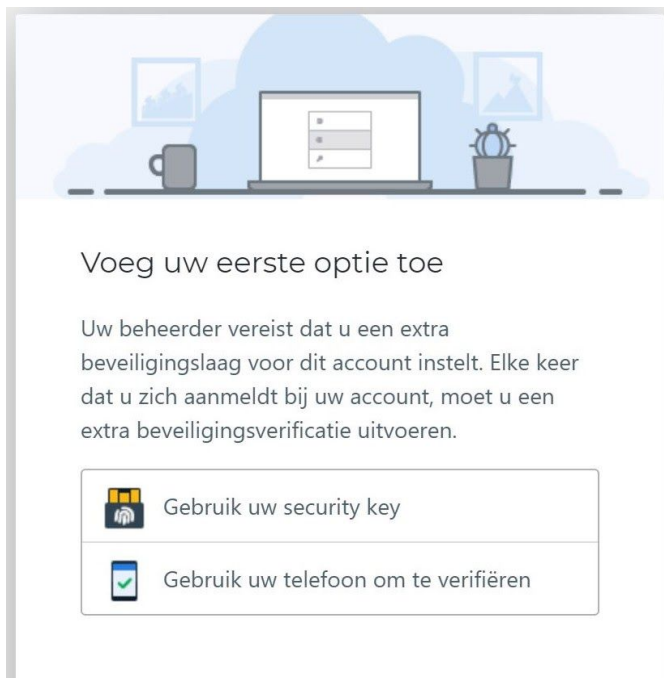 Voeg uw eerste optie toe
Uw beheerder vereist dat u een extra
beveiligingslaag voor dit account instelt. Elke keer
dat u zich aanmeldt bij uw account, moet u een
extra beveiligingsverificatie uitvoeren.
Gebruik uw security key
Gebruik uw telefoon om te verifiëren